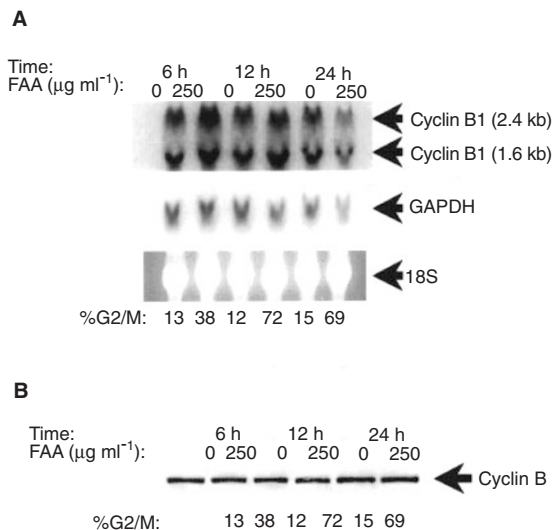 A
Time: 6 h 12 h 24 h
FAA (μg ml⁻¹): 0 250 0 250 0 250
Cyclin B1 (2.4 kb)
Cyclin B1 (1.6 kb)
GAPDH
18S
%G2/M: 13 38 12 72 15 69
B
Time: 6 h 12 h 24 h
FAA (μg ml⁻¹): 0 250 0 250 0 250
Cyclin B
%G2/M: 13 38 12 72 15 69